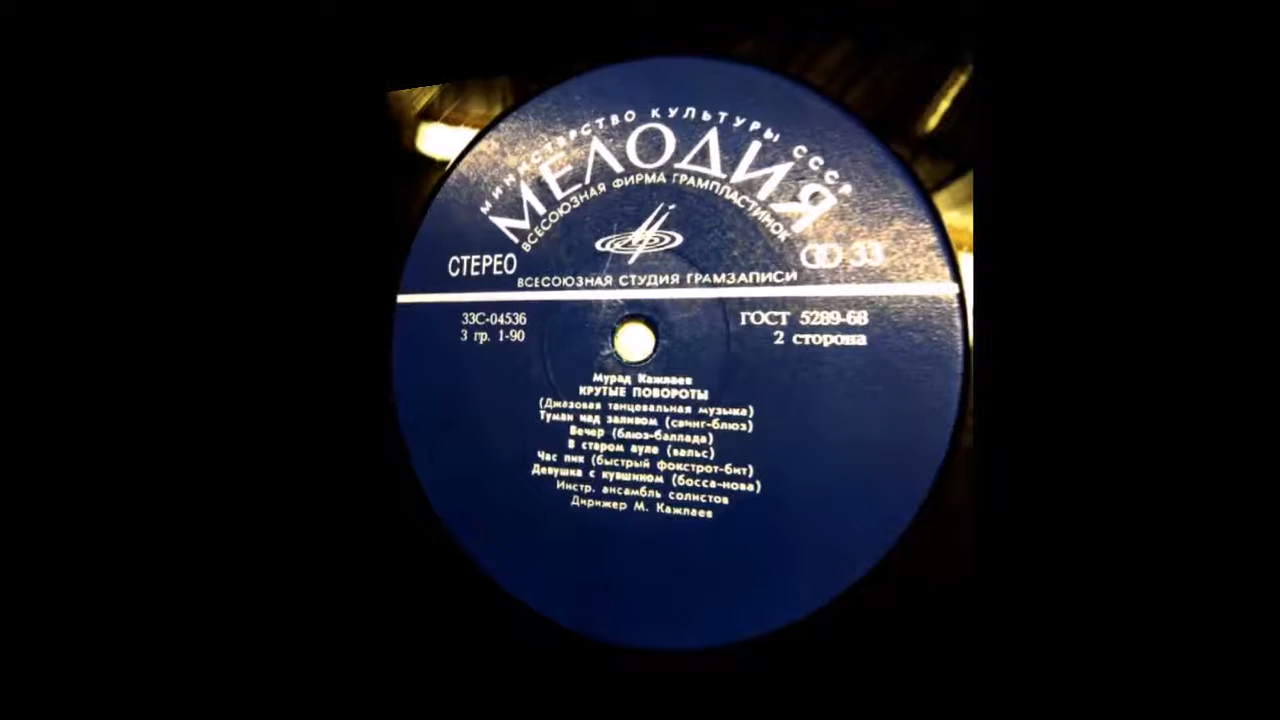 МИНИСТЕРСТВО КУЛЬТУРЫ СССР
МЕЛОДИЯ
ВСЕСОЮЗНАЯ ФИРМА ГРАМПЛАСТИНОК
СТЕРЕО
33
ВСЕСОЮЗНАЯ СТУДИЯ ГРАМЗАПИСИ
33С-04536
ГОСТ 5289-68
3 гр. 1-90
2 сторона
Мурад Кажлаев
КРУТЫЕ ПОВОРОТЫ
(Джазовая танцевальная музыка)
Туман над заливом (свинг-блюз)
Вечер (блюз-баллада)
В старом ауле (вальс)
Час пик (быстрый фокстрот-бит)
Девушка с кувшином (босса-нова)
Инстр. ансамбль солистов
Дирижер М. Кажлаев